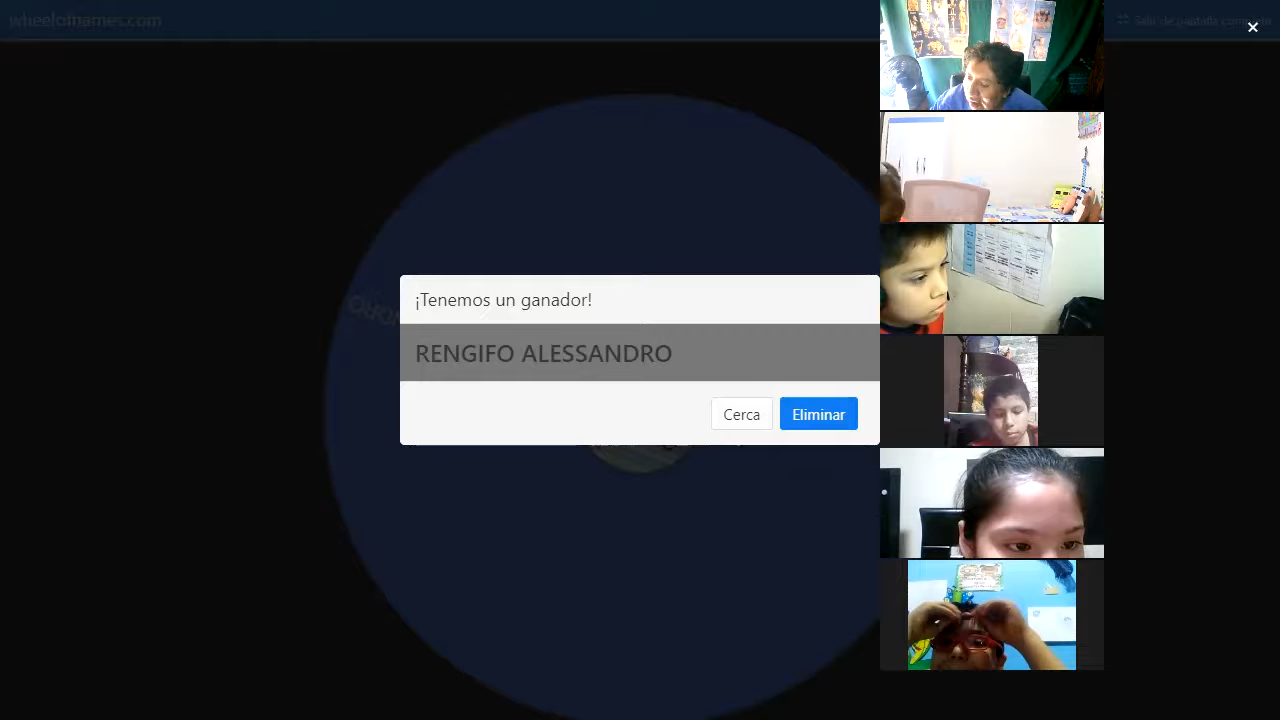 wheelofnames.com
Salir de pantalla completa
¡Tenemos un ganador!
RENGIFO ALESSANDRO
Cerca
Eliminar